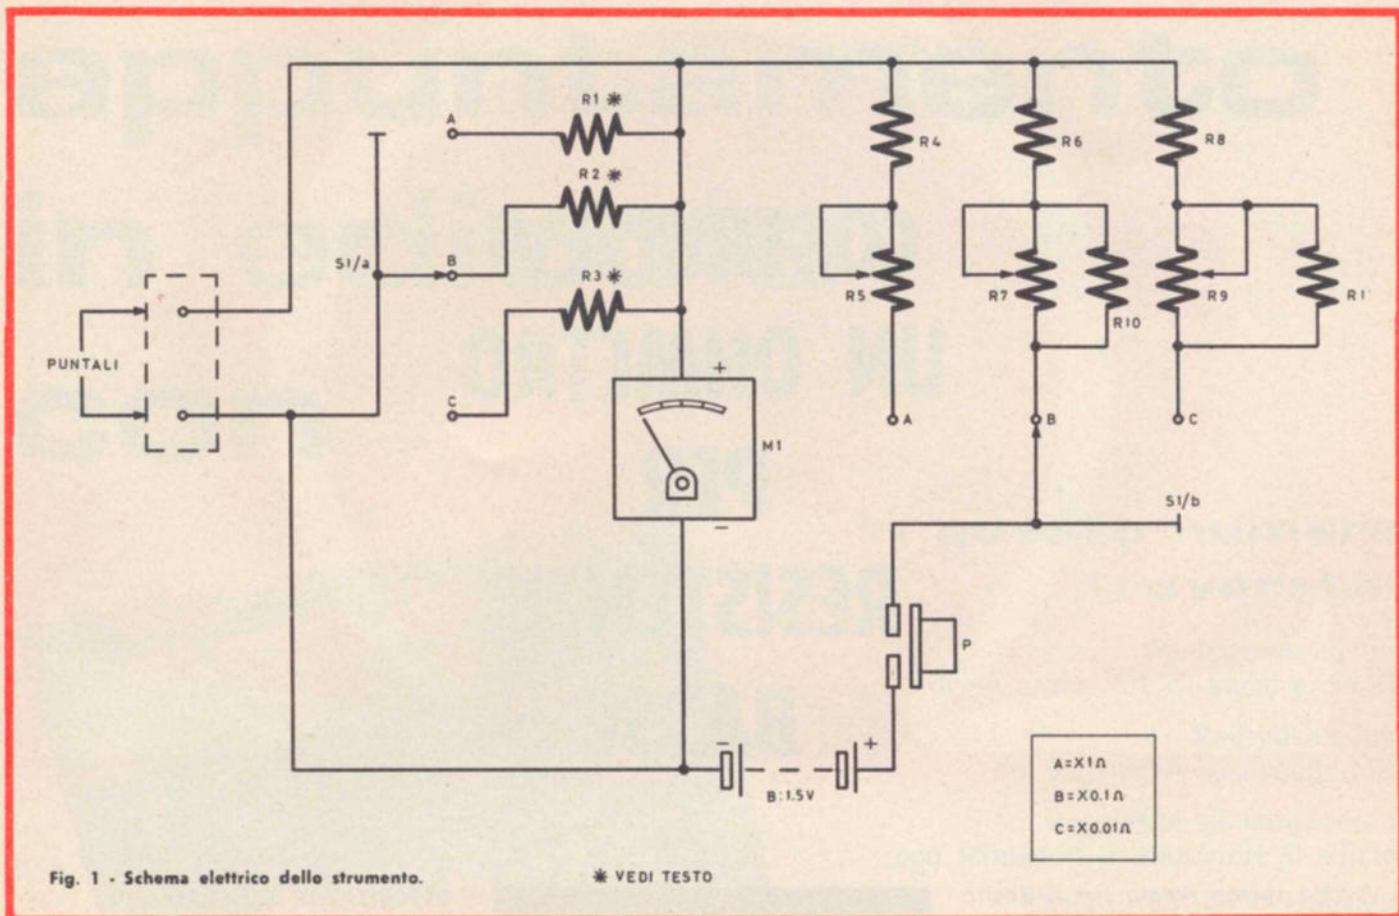 R1 *
A
R2 *
S1/a
B
R3 *
C
PUNTALI
+
M1
−
R4
R5
A
R6
R7
R10
B
R8
R9
C
S1/b
P
−
+
B:1.5V
A=X1Ω
B=X0.1Ω
C=X0.01Ω
Fig. 1 - Schema elettrico dello strumento.
* VEDI TESTO